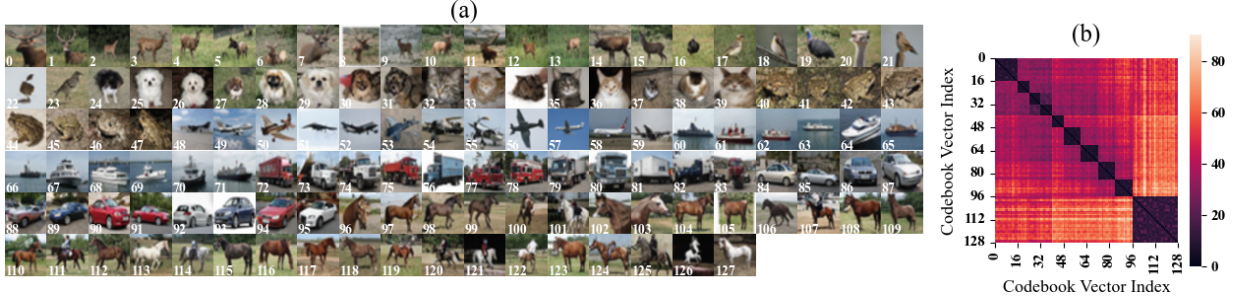 (a)
0 1 2 3 4 5 6 7 8 9 10 11 12 13 14 15 16 17 18 19 20 21
22 23 24 25 26 27 28 29 30 31 32 33 34 35 36 37 38 39 40 41 42 43
44 45 46 47 48 49 50 51 52 53 54 55 56 57 58 59 60 61 62 63 64 65
66 67 68 69 70 71 72 73 74 75 76 77 78 79 80 81 82 83 84 85 86 87
88 89 90 91 92 93 94 95 96 97 98 99 100 101 102 103 104 105 106 107 108 109
110 111 112 113 114 115 116 117 118 119 120 121 122 123 124 125 126 127
(b)
Codebook Vector Index
0
16
32
48
64
80
96
112
128
0 16 32 48 64 80 96 112 128
Codebook Vector Index
80
60
40
20
0